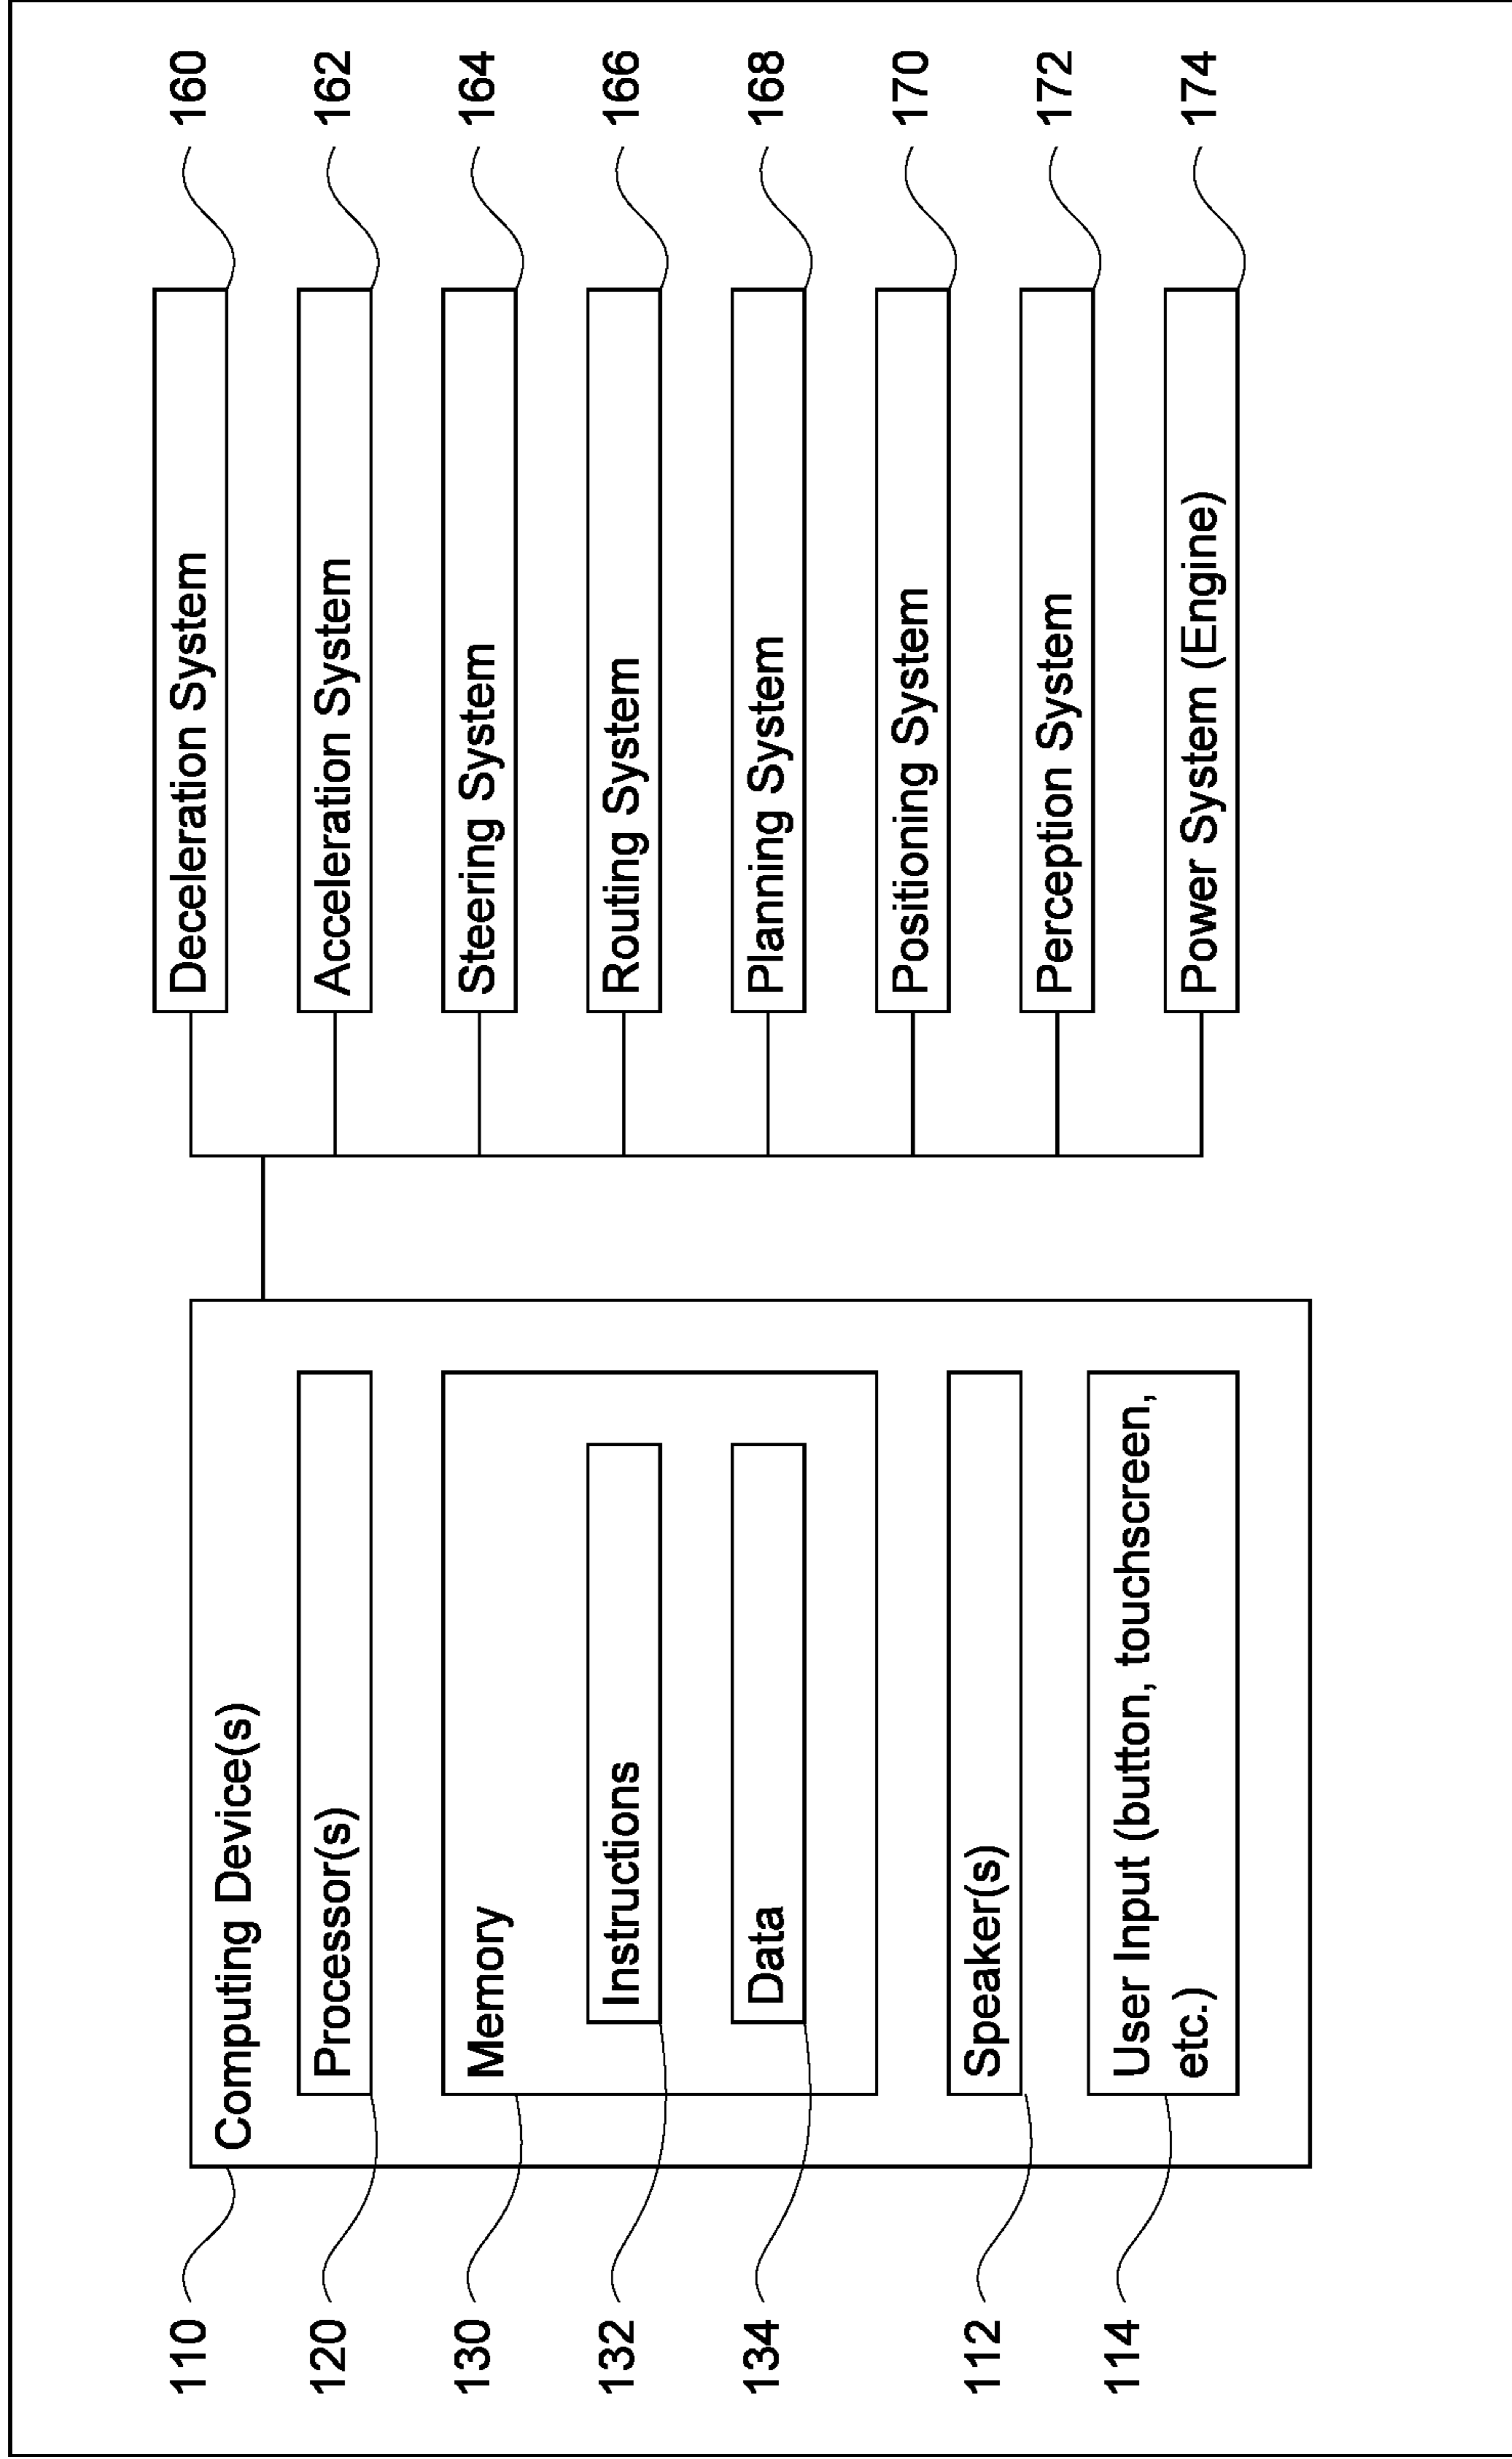 110
Computing Device(s)
120
Processor(s)
130
Memory
132
Instructions
134
Data
112
Speaker(s)
114
User Input (button, touchscreen,
etc.)
Deceleration System
160
Acceleration System
162
Steering System
164
Routing System
166
Planning System
168
Positioning System
170
Perception System
172
Power System (Engine)
174